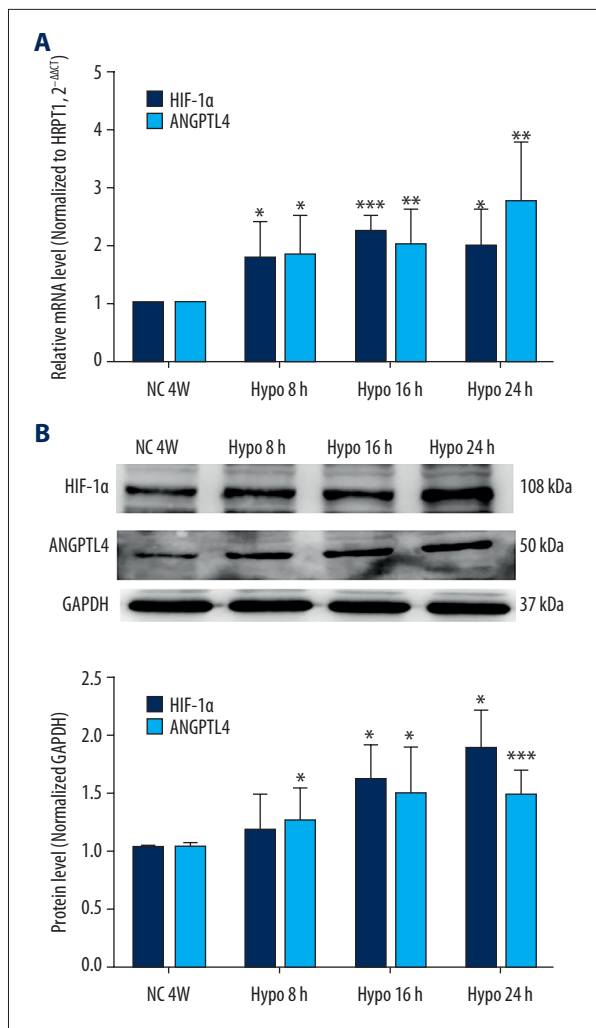 A
Relative mRNA level (Normalized to HRPT1, 2^−ΔΔCT)
5
4
3
2
1
0
HIF-1α
ANGPTL4
* * *** ** * **
NC 4W Hypo 8 h Hypo 16 h Hypo 24 h
B
NC 4W Hypo 8 h Hypo 16 h Hypo 24 h
HIF-1α 108 kDa
ANGPTL4 50 kDa
GAPDH 37 kDa
Protein level (Normalized GAPDH)
2.5
2.0
1.5
1.0
0.5
0.0
HIF-1α
ANGPTL4
* * * * ***
NC 4W Hypo 8 h Hypo 16 h Hypo 24 h